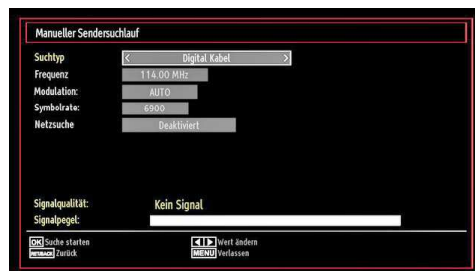 Manueller Sendersuchlauf
Suchtyp < Digital Kabel >
Frequenz 114.00 MHz
Modulation: AUTO
Symbolrate: 6900
Netzsuche Deaktiviert
Signalqualität: Kein Signal
Signalpegel:
OK Suche starten ◀ ▶ Wert ändern
Zurück MENU Verlassen